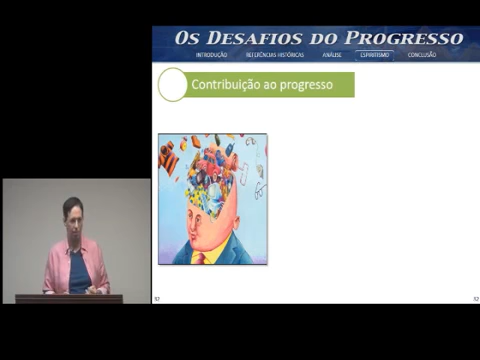 OS DESAFIOS DO PROGRESSO
INTRODUÇÃO REFERÊNCIAS HISTÓRICAS ANÁLISE ESPIRITISMO CONCLUSÃO
Contribuição ao progresso